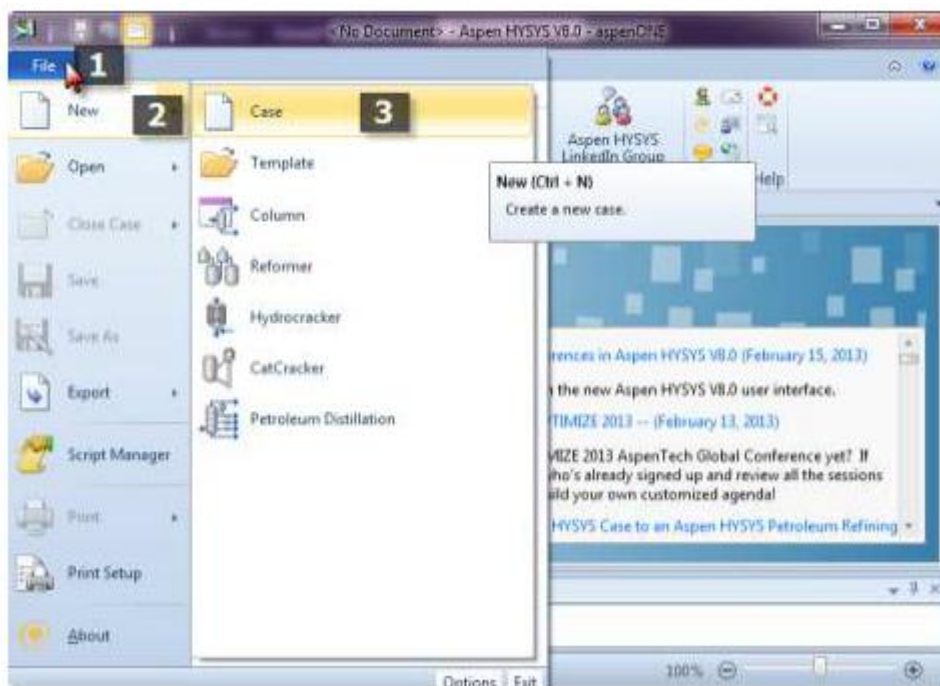 <No Document> - Aspen HYSYS V8.0 - aspenONE
File
1
New
2
Case
3
Open
Template
Close Case
Column
Save
Reformer
Save As
Hydrocracker
Export
CatCracker
Script Manager
Petroleum Distillation
Print
Print Setup
About
Options
Exit
Aspen HYSYS
LinkedIn Group
Help
New (Ctrl + N)
Create a new case.
rences in Aspen HYSYS V8.0 (February 15, 2013)
the new Aspen HYSYS V8.0 user interface.
TIMIZE 2013 -- (February 13, 2013)
MIZE 2013 AspenTech Global Conference yet? If
who's already signed up and review all the sessions
ild your own customized agenda!
HYSYS Case to an Aspen HYSYS Petroleum Refining
100%